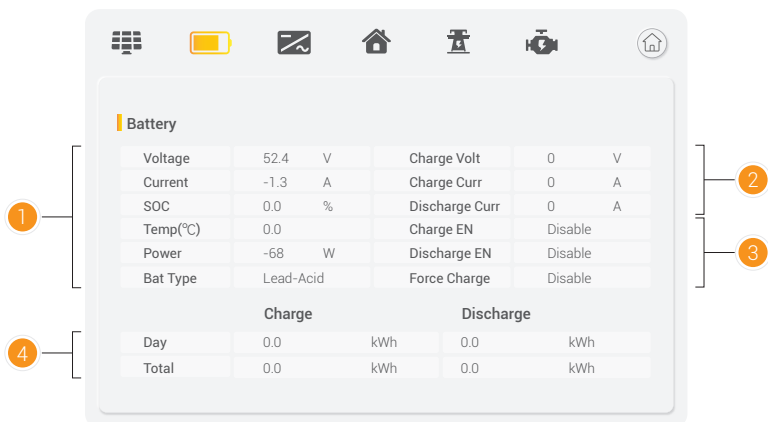 Battery
Voltage 52.4 V Charge Volt 0 V
Current -1.3 A Charge Curr 0 A
SOC 0.0 % Discharge Curr 0 A
Temp(℃) 0.0 Charge EN Disable
Power -68 W Discharge EN Disable
Bat Type Lead-Acid Force Charge Disable
Charge Discharge
Day 0.0 kWh 0.0 kWh
Total 0.0 kWh 0.0 kWh
1
2
3
4